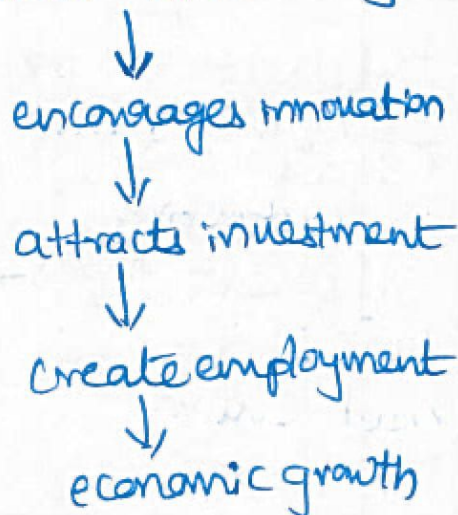 ↓
encourages innovation
↓
attracts investment
↓
create employment
↓
economic growth